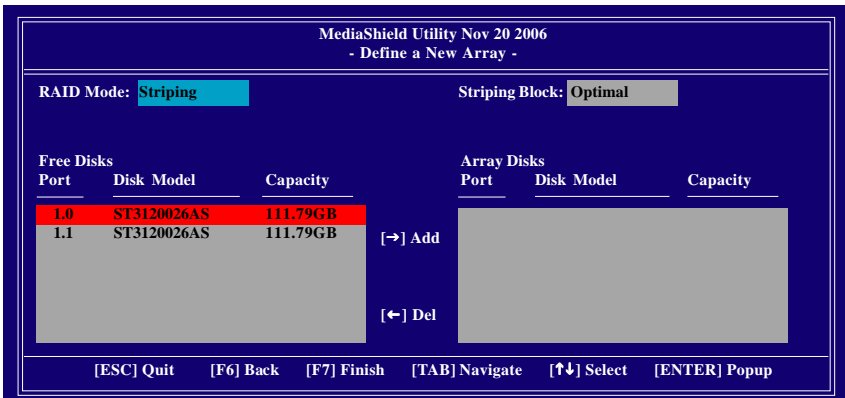 MediaShield Utility Nov 20 2006
- Define a New Array -
RAID Mode: Striping Striping Block: Optimal
Free Disks Array Disks
Port Disk Model Capacity Port Disk Model Capacity
1.0 ST3120026AS 111.79GB
1.1 ST3120026AS 111.79GB
[→] Add
[←] Del
[ESC] Quit [F6] Back [F7] Finish [TAB] Navigate [↑↓] Select [ENTER] Popup